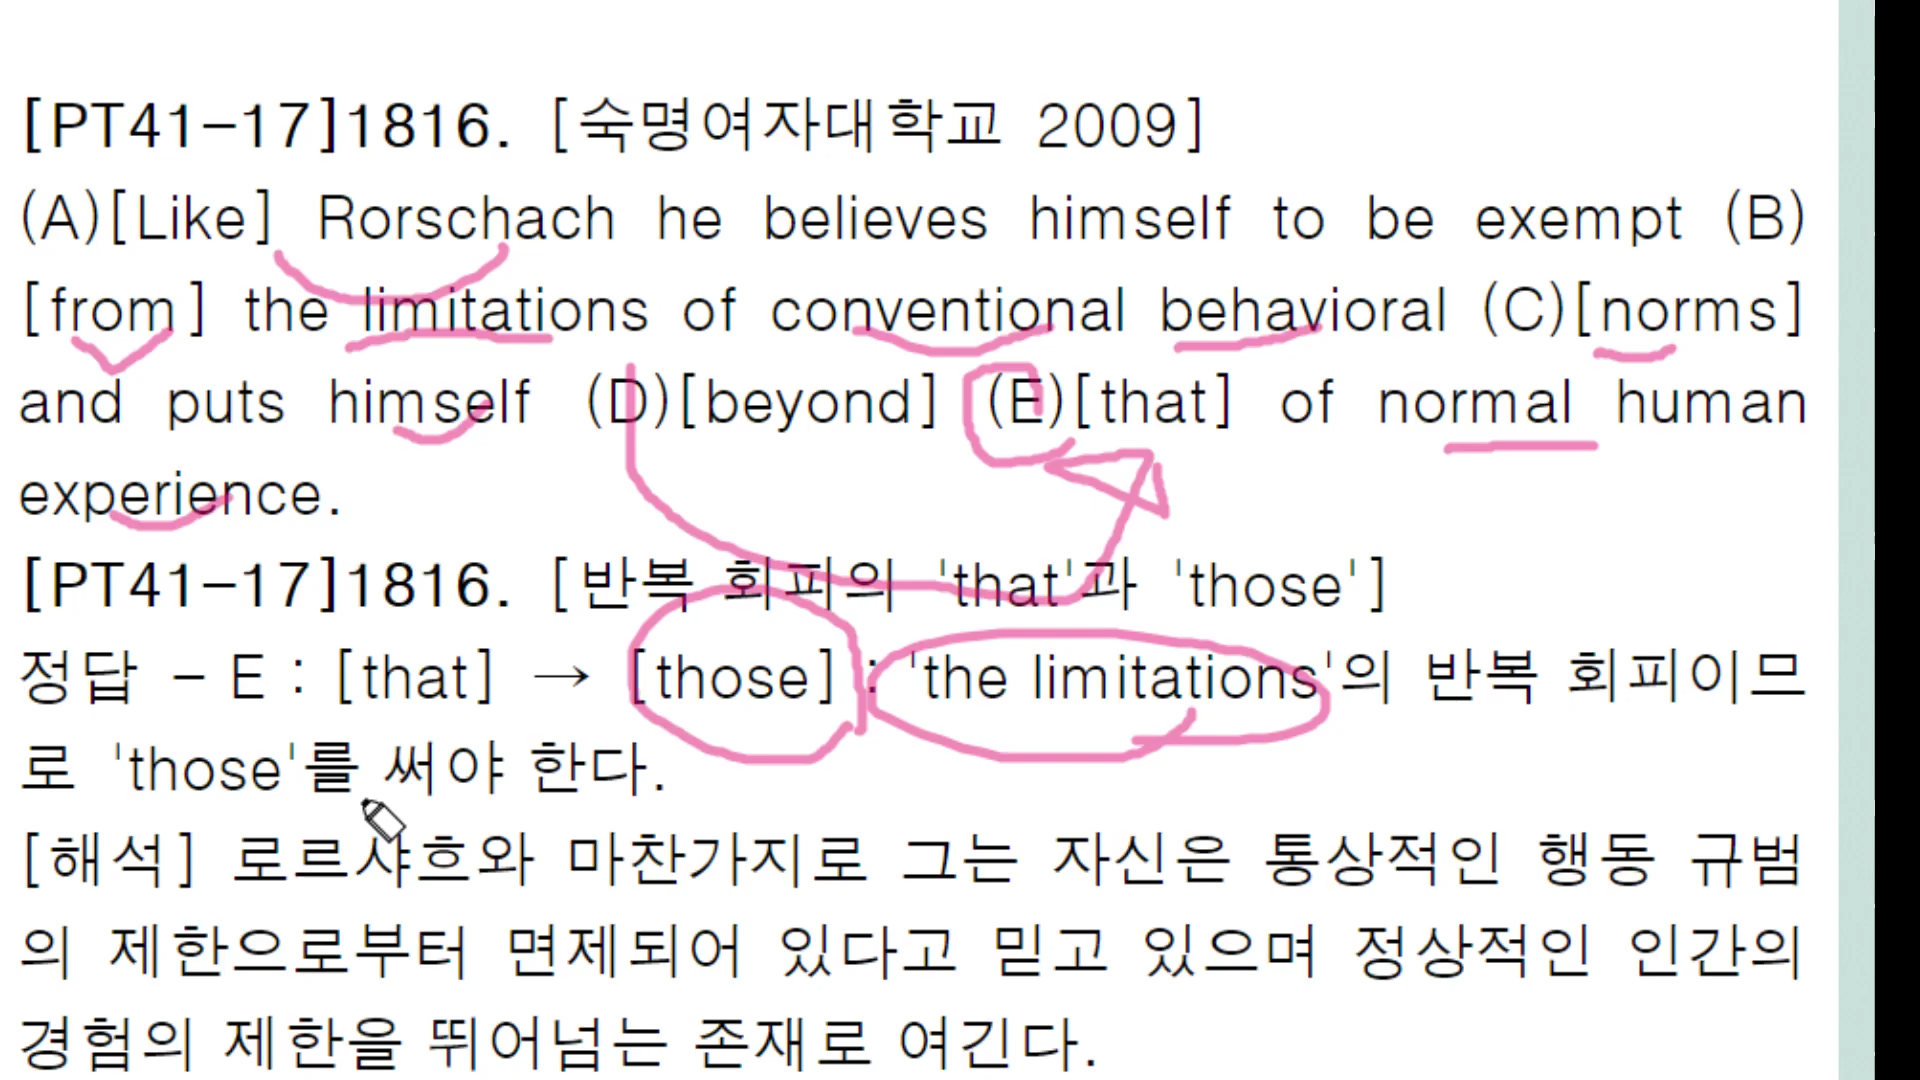 [PT41-17]1816. [숙명여자대학교 2009]
(A)[Like] Rorschach he believes himself to be exempt (B)
[from] the limitations of conventional behavioral (C)[norms]
and puts himself (D)[beyond] (E)[that] of normal human
experience.
[PT41-17]1816. [반복 회피의 'that'과 'those']
정답 - E : [that] → [those] : 'the limitations'의 반복 회피이므
로 'those'를 써야 한다.
[해석] 로르샤흐와 마찬가지로 그는 자신은 통상적인 행동 규범
의 제한으로부터 면제되어 있다고 믿고 있으며 정상적인 인간의
경험의 제한을 뛰어넘는 존재로 여긴다.